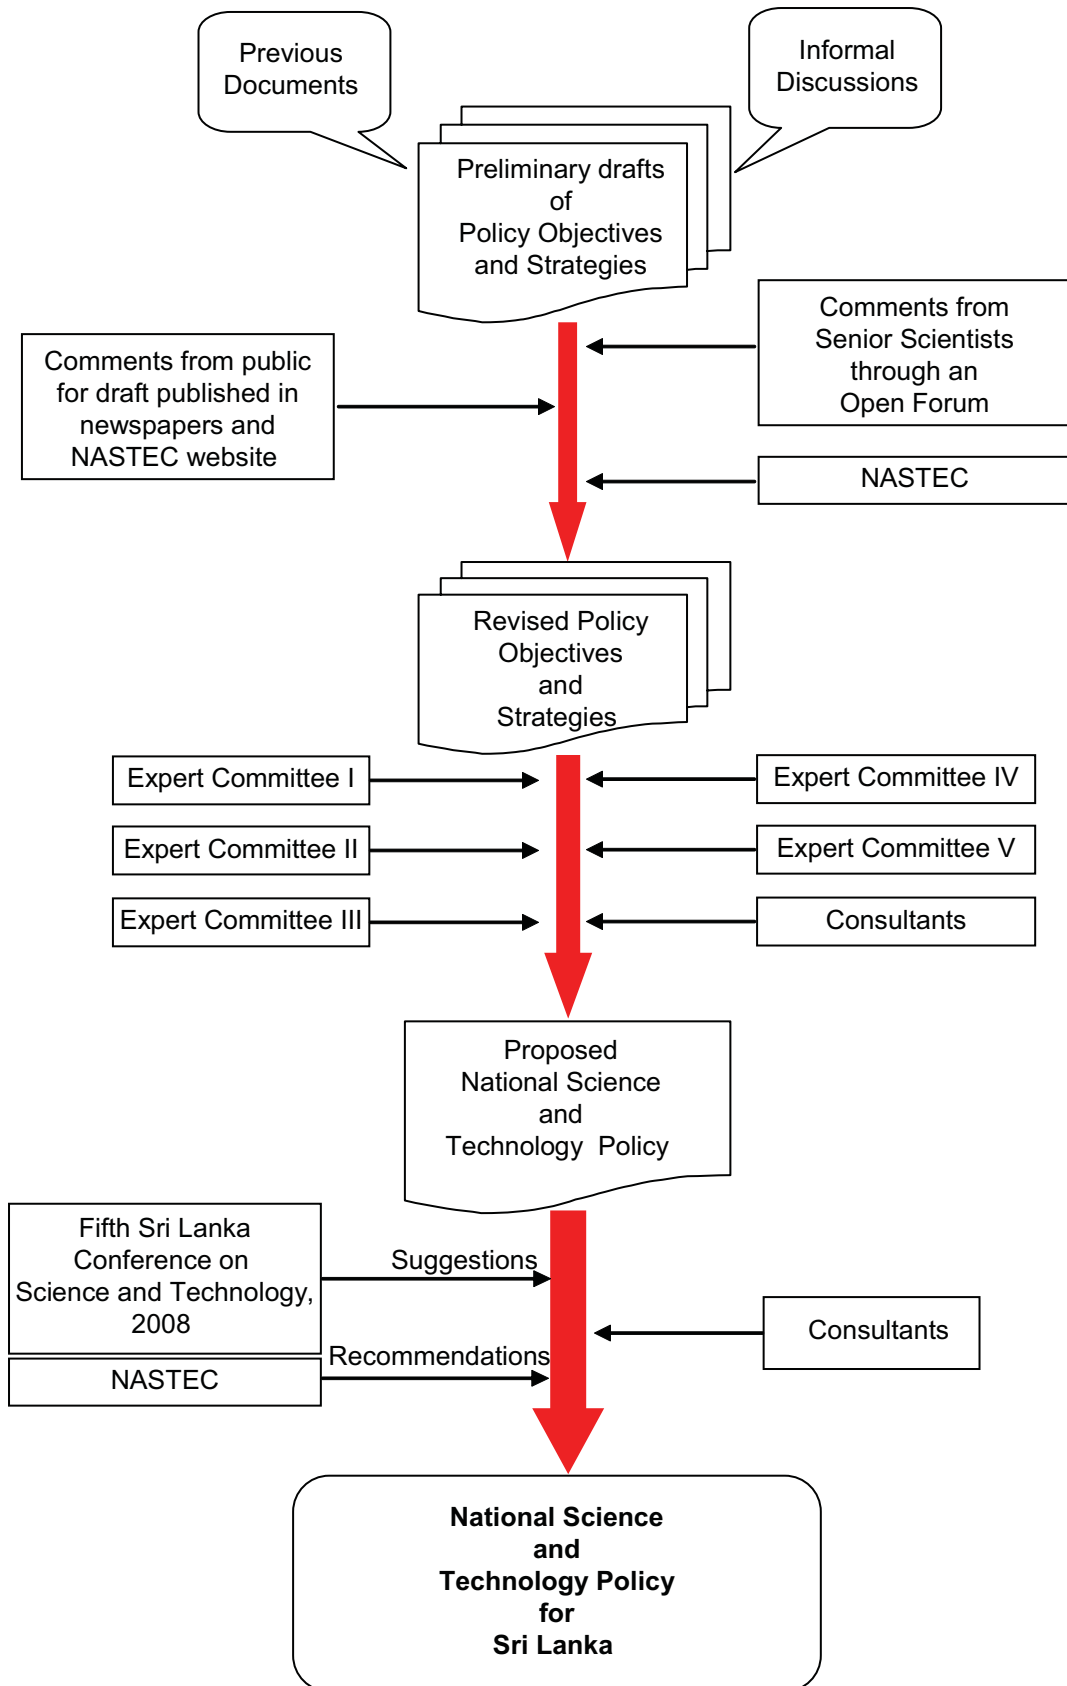 Previous
Documents
Informal
Discussions
Preliminary drafts
of
Policy Objectives
and Strategies
Comments from
Senior Scientists
through an
Open Forum
Comments from public
for draft published in
newspapers and
NASTEC website
NASTEC
Revised Policy
Objectives
and
Strategies
Expert Committee I
Expert Committee IV
Expert Committee II
Expert Committee V
Expert Committee III
Consultants
Proposed
National Science
and
Technology Policy
Fifth Sri Lanka
Conference on
Science and Technology,
2008
Suggestions
Consultants
NASTEC
Recommendations
National Science
and
Technology Policy
for
Sri Lanka